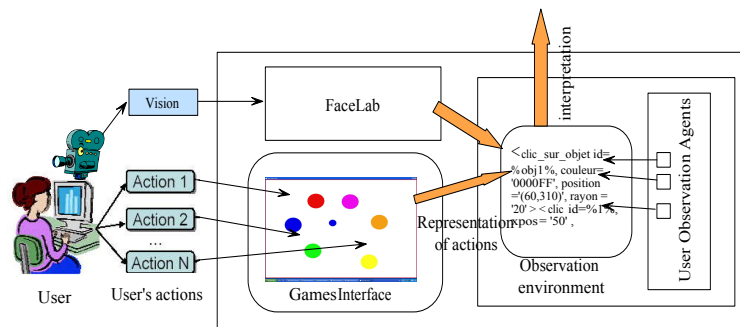 Vision
FaceLab
interpretation
<clic_sur_objet id=
%obj1%, couleur=
'0000FF', position
='(60,310)', rayon =
'20' > <clic id=%1%,
xpos= '50' ,
User Observation Agents
Action 1
Action 2
...
Action N
Representation
of actions
User
User's actions
GamesInterface
Observation
environment